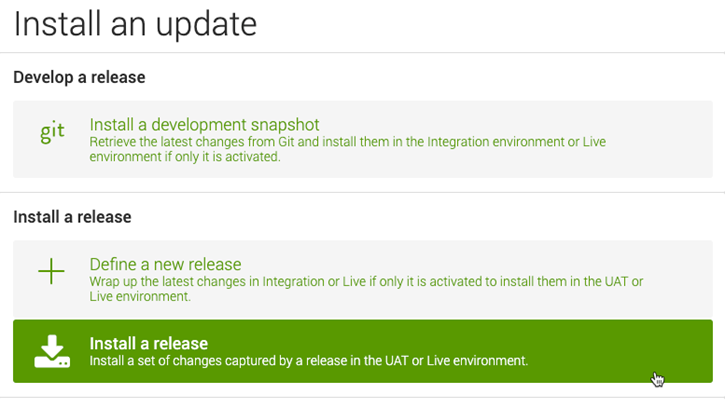 Install an update
Develop a release
git
Install a development snapshot
Retrieve the latest changes from Git and install them in the Integration environment or Live
environment if only it is activated.
Install a release
Define a new release
Wrap up the latest changes in Integration or Live if only it is activated to install them in the UAT or
Live environment.
Install a release
Install a set of changes captured by a release in the UAT or Live environment.